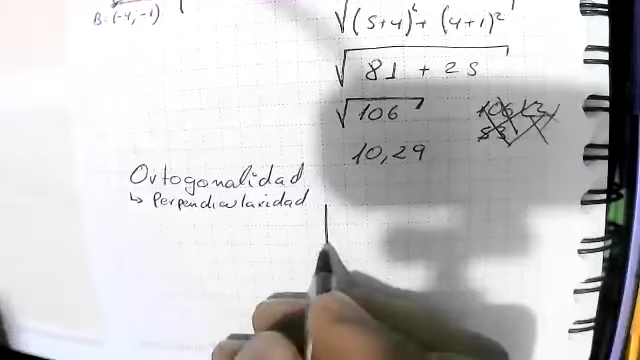 B=(-4,-1)
√(5+4)²+(4+1)²
√81+25
√106
10,29
Ortogonalidad
↳ Perpendicularidad